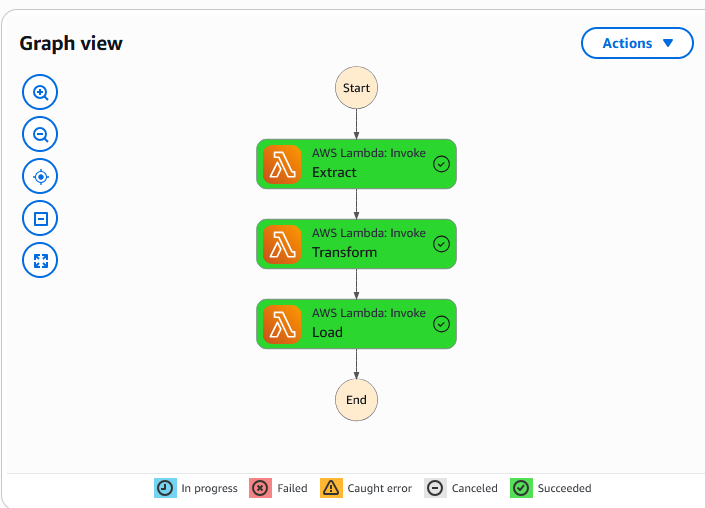 Graph view
Actions
Start
AWS Lambda: Invoke
Extract
AWS Lambda: Invoke
Transform
AWS Lambda: Invoke
Load
End
In progress
Failed
Caught error
Canceled
Succeeded